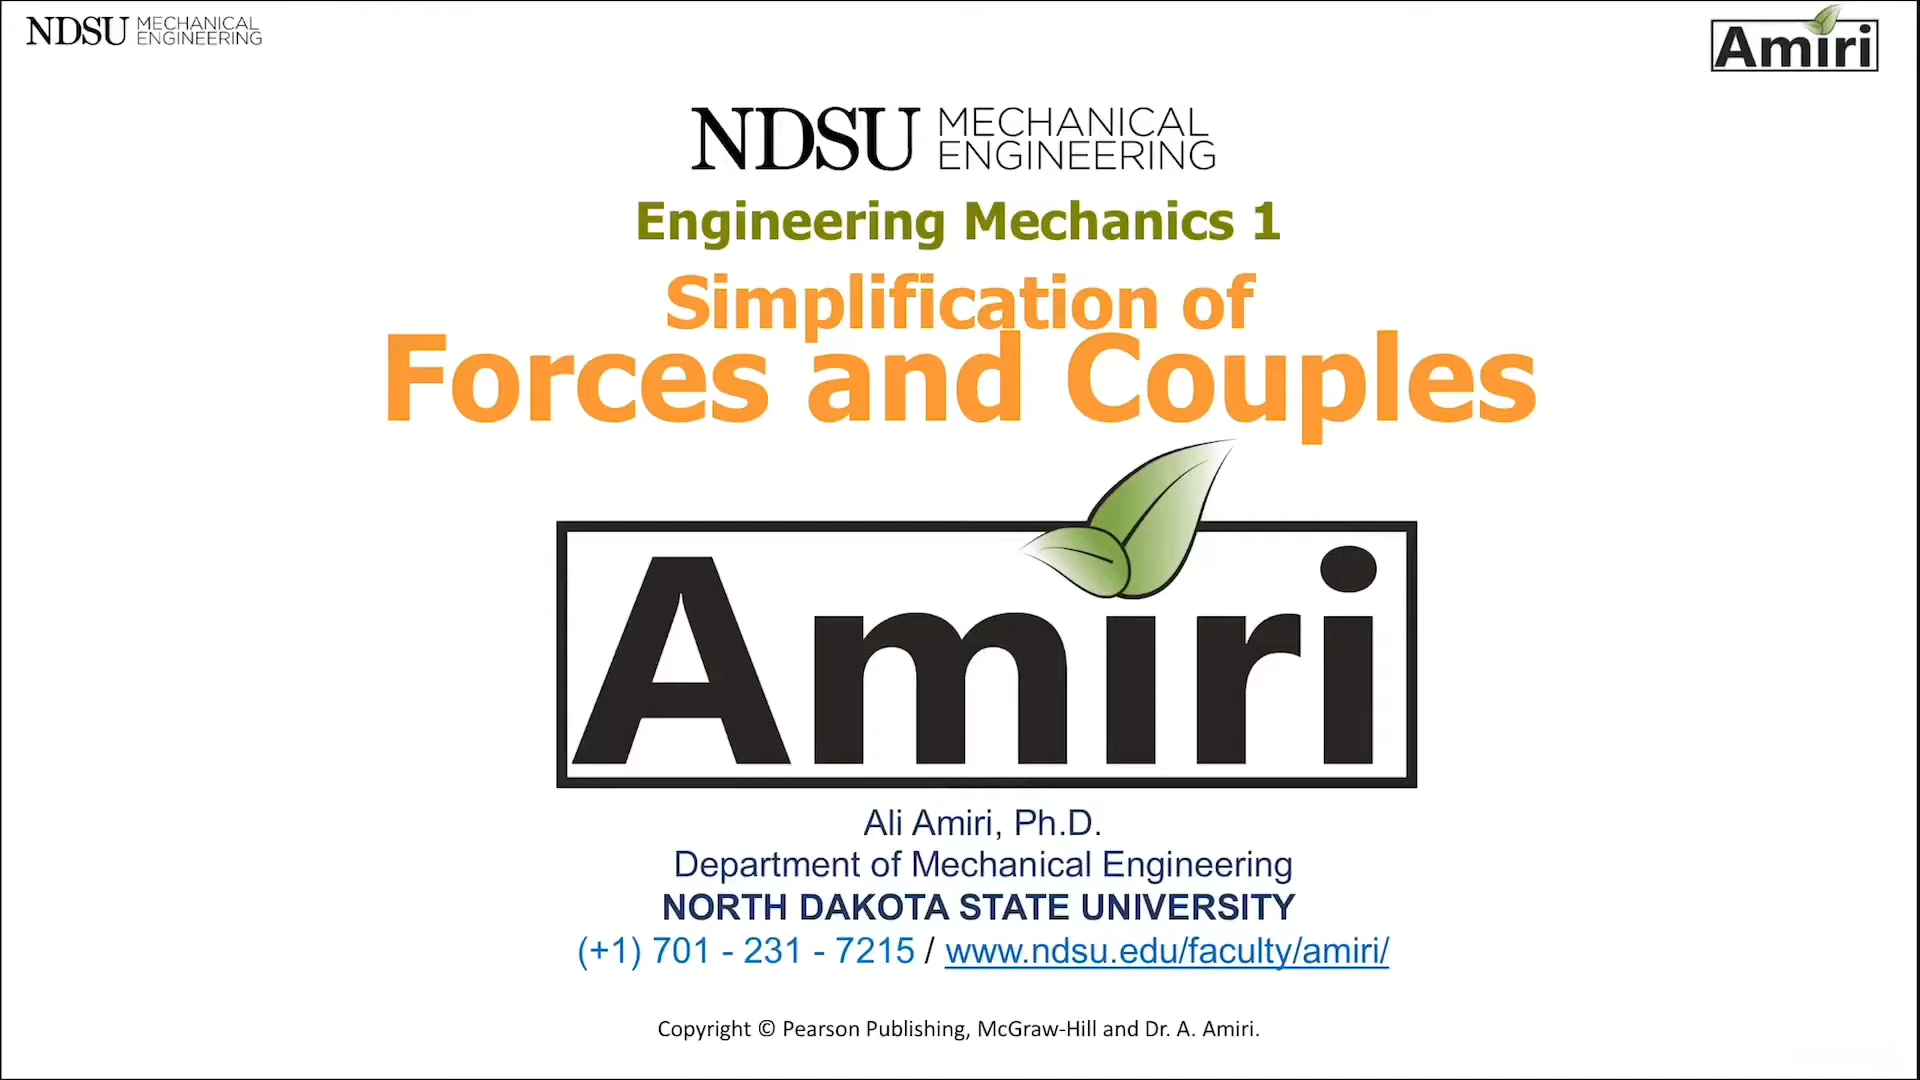 NDSU MECHANICAL
ENGINEERING
Amiri
NDSU MECHANICAL
ENGINEERING
Engineering Mechanics 1
Simplification of
Forces and Couples
Amiri
Ali Amiri, Ph.D.
Department of Mechanical Engineering
NORTH DAKOTA STATE UNIVERSITY
(+1) 701 - 231 - 7215 / www.ndsu.edu/faculty/amiri/
Copyright © Pearson Publishing, McGraw-Hill and Dr. A. Amiri.